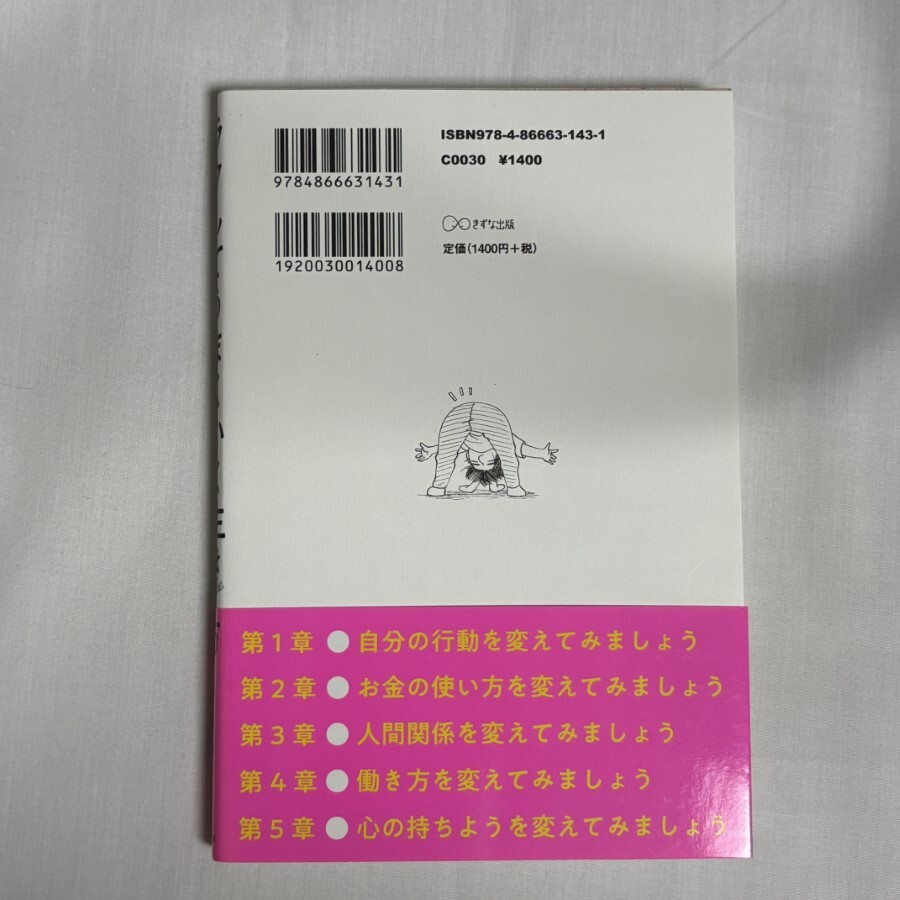 ISBN978-4-86663-143-1
C0030 ¥1400
9784866631431
きずな出版
定価(1400円+税)
1920030014008
第1章●自分の行動を変えてみましょう
第2章●お金の使い方を変えてみましょう
第3章●人間関係を変えてみましょう
第4章●働き方を変えてみましょう
第5章●心の持ちようを変えてみましょう